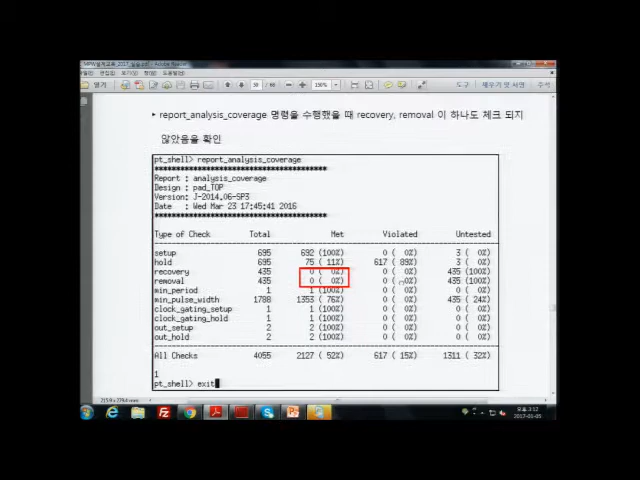 ▸ report_analysis_coverage 명령을 수행했을 때 recovery, removal 이 하나도 체크 되지
않았음을 확인
pt_shell> report_analysis_coverage
****************************************
Report : analysis_coverage
Design : pad_TOP
Version: J-2014.06-SP3
Date : Wed Mar 23 17:45:41 2016
****************************************
Type of Check Total Met Violated Untested
setup 695 692 (100%) 0 ( 0%) 3 ( 0%)
hold 695 75 ( 11%) 617 ( 89%) 3 ( 0%)
recovery 435 0 ( 0%) 0 ( 0%) 435 (100%)
removal 435 0 ( 0%) 0 ( 0%) 435 (100%)
min_period 1 1 (100%) 0 ( 0%) 0 ( 0%)
min_pulse_width 1788 1353 ( 76%) 0 ( 0%) 435 ( 24%)
clock_gating_setup 1 1 (100%) 0 ( 0%) 0 ( 0%)
clock_gating_hold 1 1 (100%) 0 ( 0%) 0 ( 0%)
out_setup 2 2 (100%) 0 ( 0%) 0 ( 0%)
out_hold 2 2 (100%) 0 ( 0%) 0 ( 0%)
All Checks 4055 2127 ( 52%) 617 ( 15%) 1311 ( 32%)
1
pt_shell> exit
오후 3:12
2017-01-05